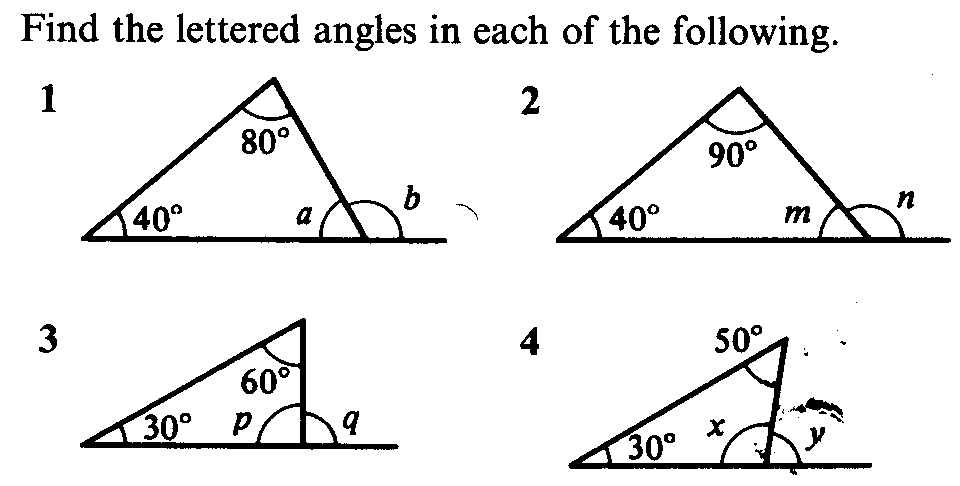 Find the lettered angles in each of the following.
1
80°
40°
a
b
2
90°
40°
m
n
3
60°
30°
p
q
4
50°
30°
x
y